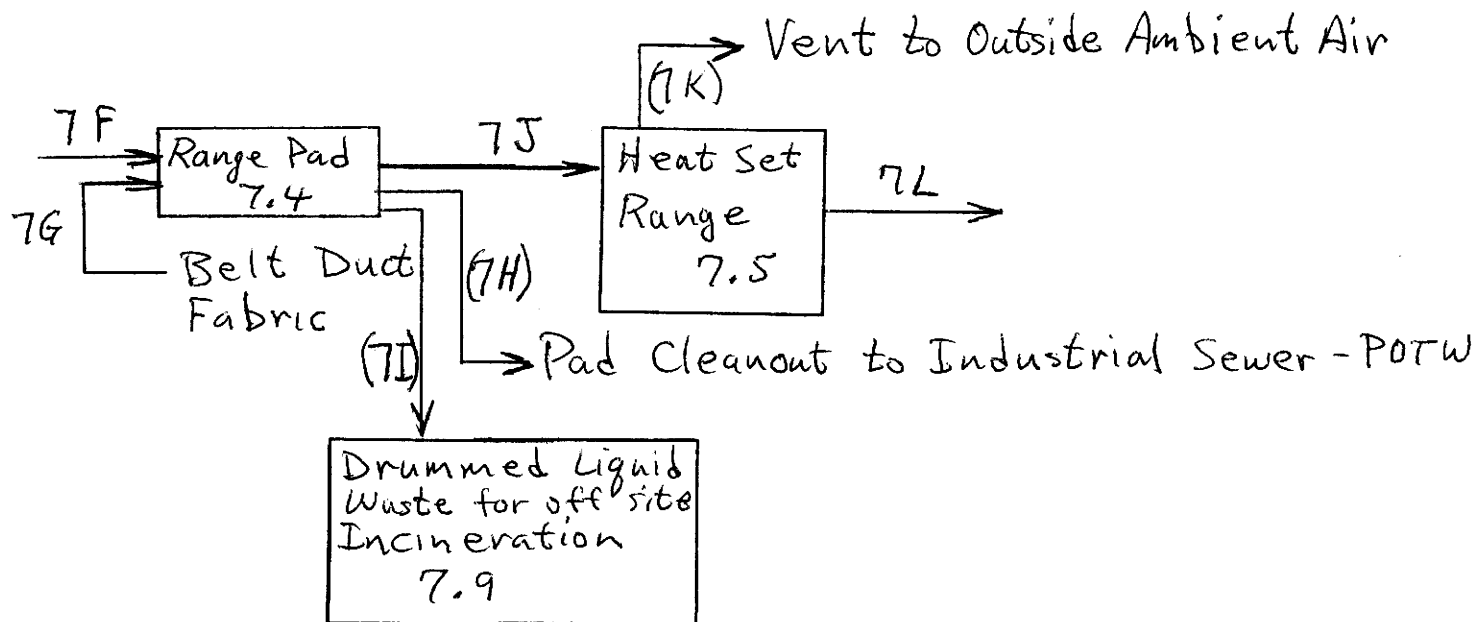 Vent to Outside Ambient Air
(7K)
7F
Range Pad
7.4
7J
Heat Set
Range
7.5
7L
7G
Belt Duct
Fabric
(7H)
(7I)
Pad Cleanout to Industrial Sewer - POTW
Drummed Liquid
Waste for off site
Incineration
7.9